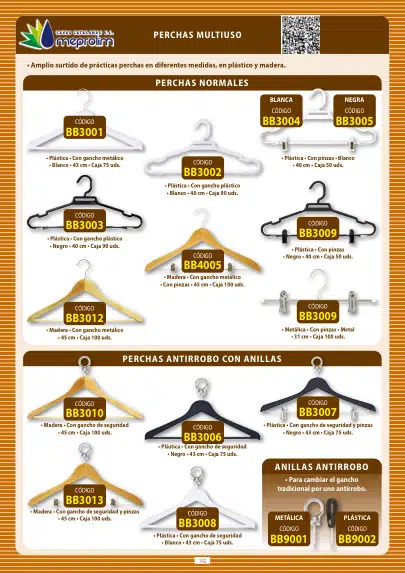 CAVAS CATALANAS S.L.
meprolim
PERCHAS MULTIUSO
• Amplio surtido de prácticas perchas en diferentes medidas, en plástico y madera.
PERCHAS NORMALES
CÓDIGO
BB3001
• Plástica • Con gancho metálico
• Blanco • 43 cm • Caja 75 uds.
CÓDIGO
BB3002
• Plástica • Con gancho plástico
• Blanco • 40 cm • Caja 90 uds.
BLANCA
CÓDIGO
BB3004
NEGRA
CÓDIGO
BB3005
• Plástica • Con pinzas • Blanco
• 40 cm • Caja 50 uds.
CÓDIGO
BB3003
• Plástica • Con gancho plástico
• Negro • 40 cm • Caja 90 uds.
CÓDIGO
BB4005
• Madera • Con gancho metálico
• Con pinzas • 45 cm • Caja 100 uds.
CÓDIGO
BB3009
• Plástica • Con pinzas
• Negro • 40 cm • Caja 50 uds.
CÓDIGO
BB3012
• Madera • Con gancho metálico
• 45 cm • Caja 100 uds.
CÓDIGO
BB3009
• Metálica • Con pinzas • Metal
• 31 cm • Caja 100 uds.
PERCHAS ANTIRROBO CON ANILLAS
CÓDIGO
BB3010
• Madera • Con gancho de seguridad
• 45 cm • Caja 100 uds.
CÓDIGO
BB3006
• Plástica • Con gancho de seguridad
• Negro • 43 cm • Caja 75 uds.
CÓDIGO
BB3007
• Plástica • Con gancho de seguridad y pinzas
• Negro • 43 cm • Caja 75 uds.
CÓDIGO
BB3013
• Madera • Con gancho de seguridad y pinzas
• 45 cm • Caja 100 uds.
CÓDIGO
BB3008
• Plástica • Con gancho de seguridad
• Blanco • 43 cm • Caja 75 uds.
ANILLAS ANTIRROBO
• Para cambiar el gancho
tradicional por uno antirrobo.
METÁLICA
CÓDIGO
BB9001
PLÁSTICA
CÓDIGO
BB9002